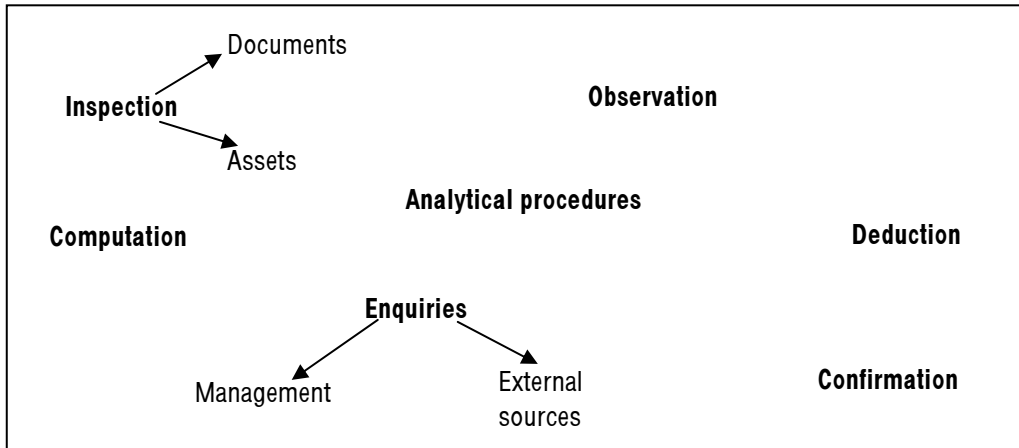 Documents
Inspection
Observation
Assets
Analytical procedures
Computation
Deduction
Enquiries
Management
External
sources
Confirmation